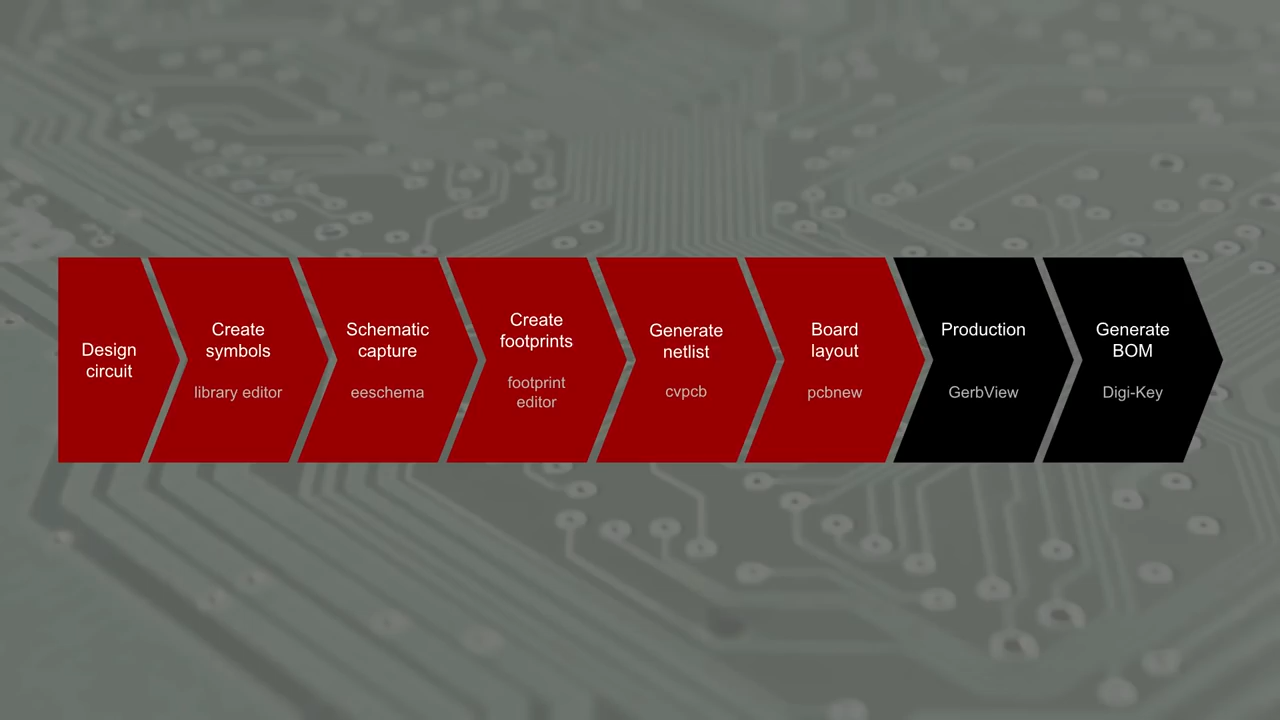 Design
circuit
Create
symbols
library editor
Schematic
capture
eeschema
Create
footprints
footprint
editor
Generate
netlist
cvpcb
Board
layout
pcbnew
Production
GerbView
Generate
BOM
Digi-Key